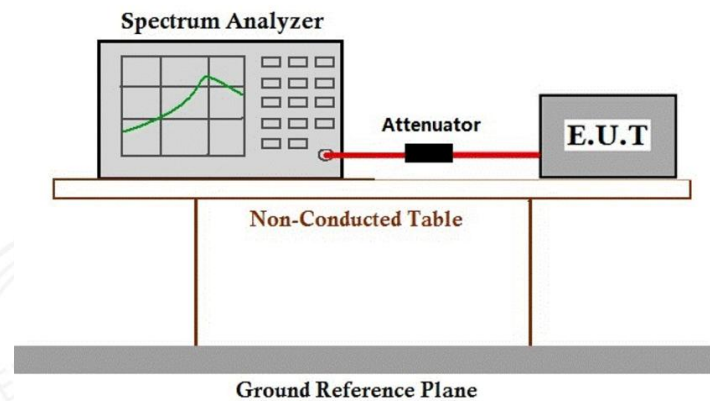 Spectrum Analyzer
Attenuator
E.U.T
Non-Conducted Table
Ground Reference Plane